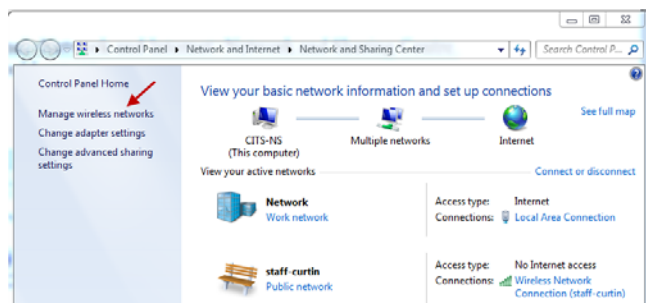 Control Panel ▸ Network and Internet ▸ Network and Sharing Center
Search Control P...
Control Panel Home
Manage wireless networks
Change adapter settings
Change advanced sharing
settings
View your basic network information and set up connections
See full map
CITS-NS
(This computer)
Multiple networks
Internet
View your active networks
Connect or disconnect
Network
Work network
Access type: Internet
Connections: Local Area Connection
staff-curtin
Public network
Access type: No Internet access
Connections: Wireless Network
Connection (staff-curtin)